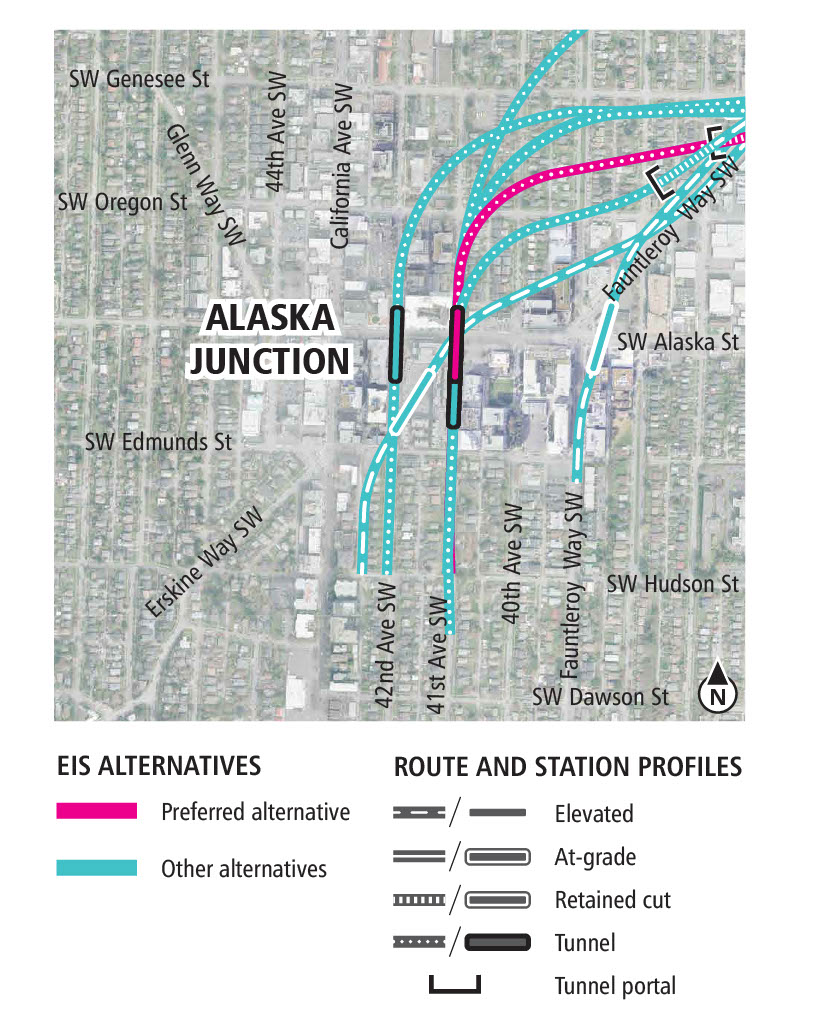 SW Genesee St
44th Ave SW
California Ave SW
Glenn Way SW
SW Oregon St
Fauntleroy Way SW
ALASKA
JUNCTION
SW Alaska St
SW Edmunds St
Erskine Way SW
42nd Ave SW
41st Ave SW
40th Ave SW
Fauntleroy Way SW
SW Hudson St
SW Dawson St
N
EIS ALTERNATIVES
Preferred alternative
Other alternatives
ROUTE AND STATION PROFILES
Elevated
At-grade
Retained cut
Tunnel
Tunnel portal